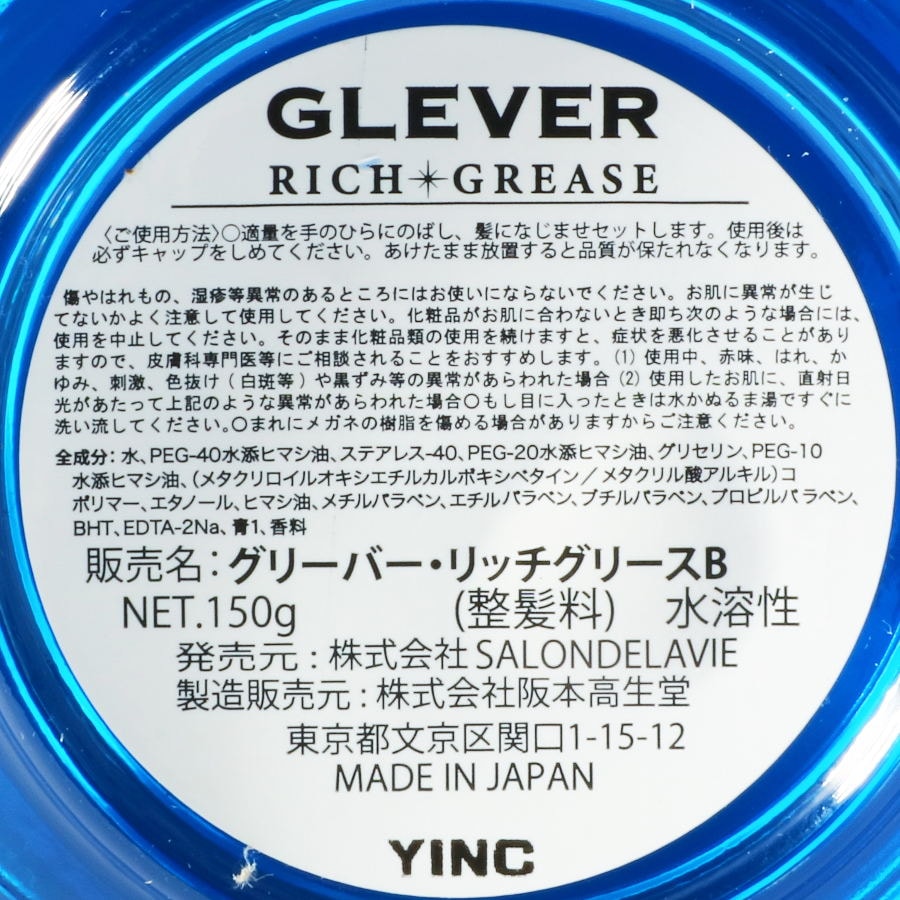 GLEVER
RICH GREASE
〈ご使用方法〉○適量を手のひらにのばし、髪になじませセットします。使用後は
必ずキャップをしめてください。あけたまま放置すると品質が保たれなくなります。
傷やはれもの、湿疹等異常のあるところにはお使いにならないでください。お肌に異常が生じ
てないかよく注意して使用してください。化粧品がお肌に合わないとき即ち次のような場合には、
使用を中止してください。そのまま化粧品類の使用を続けますと、症状を悪化させることがあり
ますので、皮膚科専門医等にご相談されることをおすすめします。(1) 使用中、赤味、はれ、か
ゆみ、刺激、色抜け ( 白斑等 ) や黒ずみ等の異常があらわれた場合 (2) 使用したお肌に、直射日
光があたって上記のような異常があらわれた場合○もし目に入ったときは水かぬるま湯ですぐに
洗い流してください。○まれにメガネの樹脂を傷める場合がありますからご注意ください。
全成分：水、PEG-40水添ヒマシ油、ステアレス-40、PEG-20水添ヒマシ油、グリセリン、PEG-10
水添ヒマシ油、(メタクリロイルオキシエチルカルボキシベタイン／メタクリル酸アルキル)コ
ポリマー、エタノール、ヒマシ油、メチルパラベン、エチルパラベン、ブチルパラベン、プロピルパラベン、
BHT、EDTA-2Na、青1、香料
販売名：グリーバー・リッチグリースB
NET.150g (整髪料) 水溶性
発売元：株式会社 SALONDELAVIE
製造販売元：株式会社阪本高生堂
東京都文京区関口1-15-12
MADE IN JAPAN
YINC